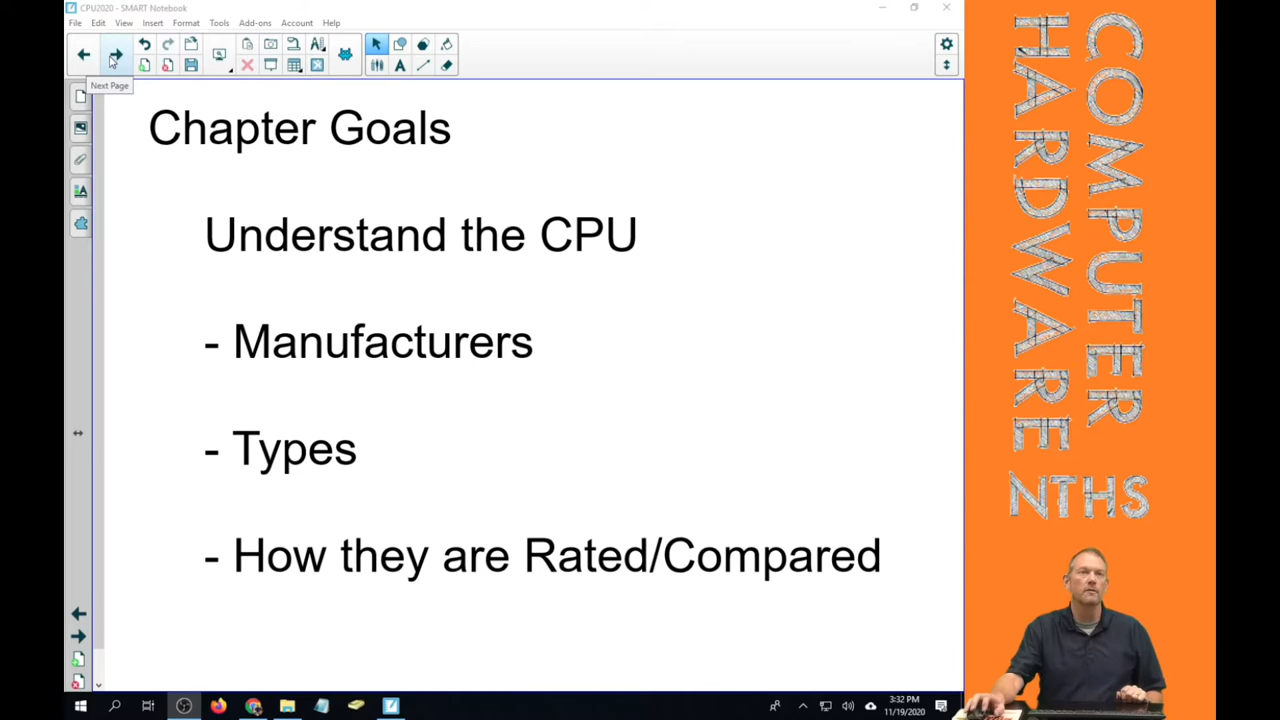 CPU2020 - SMART Notebook
File Edit View Insert Format Tools Add-ons Account Help
Next Page
Chapter Goals
Understand the CPU
- Manufacturers
- Types
- How they are Rated/Compared
COMPUTER
HARDWARE NTHS
3:32 PM
11/19/2020